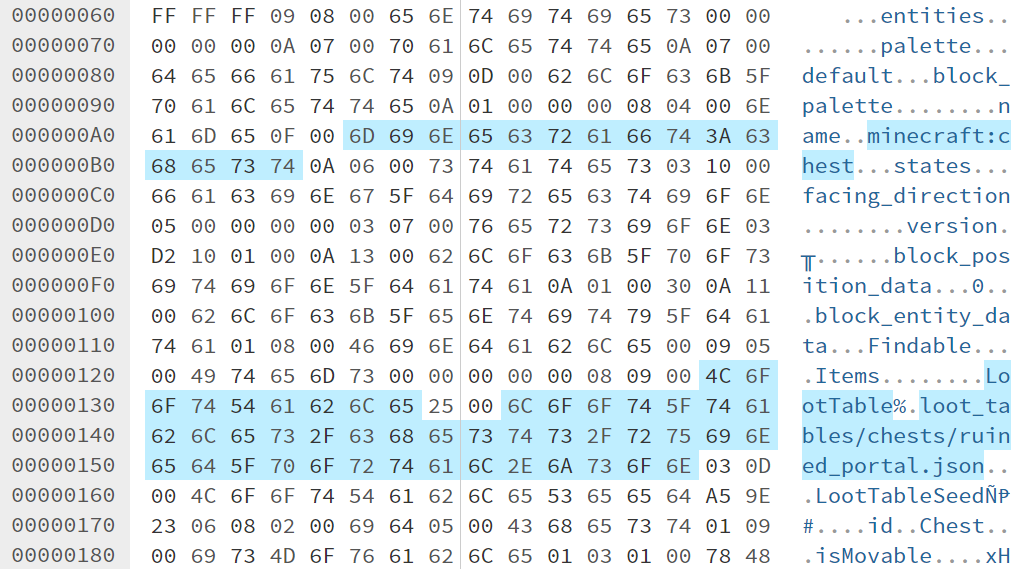 00000060 FF FF FF 09 08 00 65 6E 74 69 74 69 65 73 00 00 ...entities..
00000070 00 00 00 0A 07 00 70 61 6C 65 74 74 65 0A 07 00 ......palette...
00000080 64 65 66 61 75 6C 74 09 0D 00 62 6C 6F 63 6B 5F default...block_
00000090 70 61 6C 65 74 74 65 0A 01 00 00 00 08 04 00 6E palette........n
000000A0 61 6D 65 0F 00 6D 69 6E 65 63 72 61 66 74 3A 63 ame..minecraft:c
000000B0 68 65 73 74 0A 06 00 73 74 61 74 65 73 03 10 00 hest...states...
000000C0 66 61 63 69 6E 67 5F 64 69 72 65 63 74 69 6F 6E facing_direction
000000D0 05 00 00 00 03 07 00 76 65 72 73 69 6F 6E 03 ........version.
000000E0 D2 10 01 00 0A 13 00 62 6C 6F 63 6B 5F 70 6F 73 ╥......block_pos
000000F0 69 74 69 6F 6E 5F 64 61 74 61 0A 01 00 30 0A 11 ition_data...0..
00000100 00 62 6C 6F 63 6B 5F 65 6E 74 69 74 79 5F 64 61 .block_entity_da
00000110 74 61 01 08 00 46 69 6E 64 61 62 6C 65 00 09 05 ta...Findable...
00000120 00 49 74 65 6D 73 00 00 00 00 00 08 09 00 4C 6F .Items........Lo
00000130 6F 74 54 61 62 6C 65 25 00 6C 6F 6F 74 5F 74 61 otTable%.loot_ta
00000140 62 6C 65 73 2F 63 68 65 73 74 73 2F 72 75 69 6E bles/chests/ruin
00000150 65 64 5F 70 6F 72 74 61 6C 2E 6A 73 6F 6E 03 0D ed_portal.json..
00000160 00 4C 6F 6F 74 54 61 62 6C 65 53 65 65 64 A5 9E .LootTableSeedÑ₧
00000170 23 06 08 02 00 69 64 05 00 43 68 65 73 74 01 09 #....id..Chest..
00000180 00 69 73 4D 6F 76 61 62 6C 65 01 03 01 00 78 48 .isMovable....xH